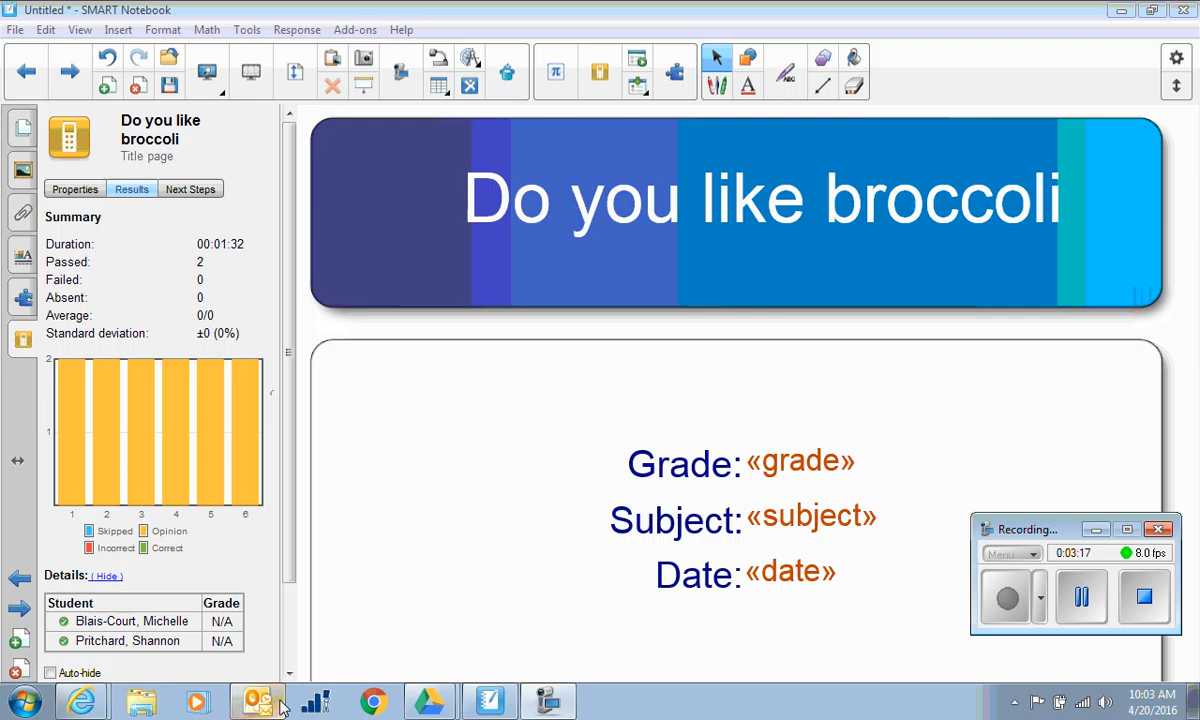 Untitled * - SMART Notebook
File Edit View Insert Format Math Tools Response Add-ons Help
Do you like
broccoli
Title page
Properties Results Next Steps
Summary
Duration: 00:01:32
Passed: 2
Failed: 0
Absent: 0
Average: 0/0
Standard deviation: ±0 (0%)
2
1
1 2 3 4 5 6
Skipped Opinion
Incorrect Correct
Details: ( Hide )
Student Grade
Blais-Court, Michelle N/A
Pritchard, Shannon N/A
Auto-hide
Do you like broccoli
Grade: «grade»
Subject: «subject»
Date: «date»
Recording...
Menu 0:03:17 8.0 fps
10:03 AM
4/20/2016